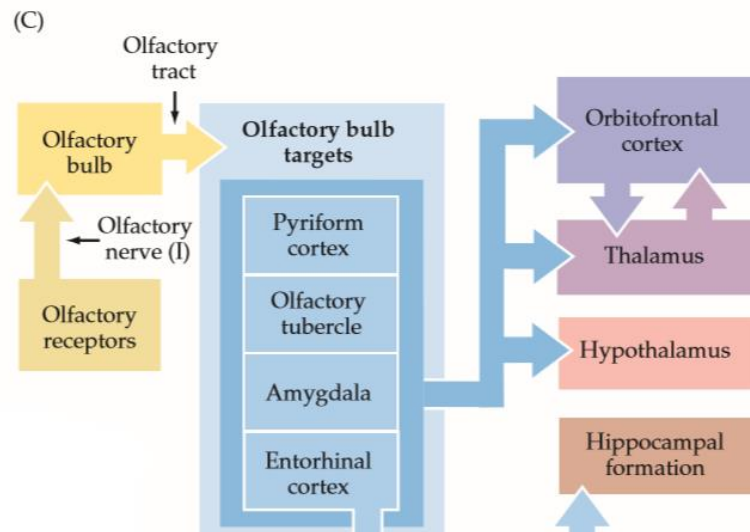 (C)
Olfactory
tract
Olfactory
bulb
Olfactory
nerve (I)
Olfactory
receptors
Olfactory bulb
targets
Pyriform
cortex
Olfactory
tubercle
Amygdala
Entorhinal
cortex
Orbitofrontal
cortex
Thalamus
Hypothalamus
Hippocampal
formation